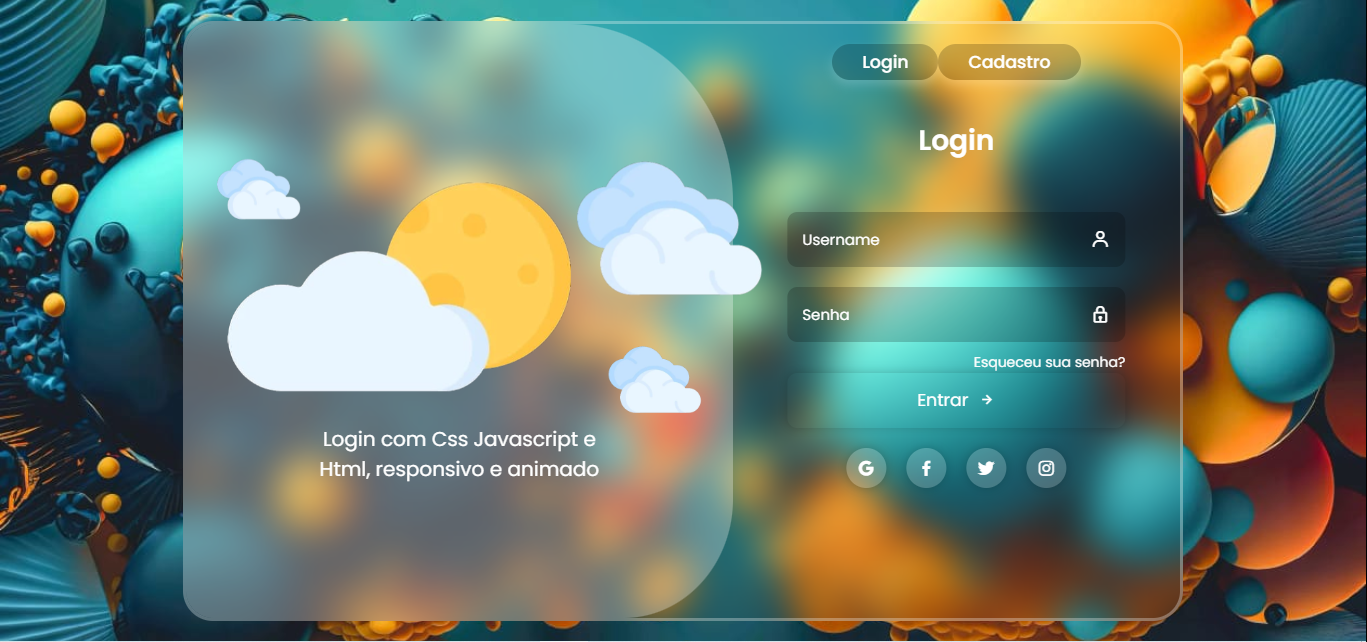 Login
Cadastro
Login
Username
Senha
Esqueceu sua senha?
Entrar
Login com Css Javascript e
Html, responsivo e animado